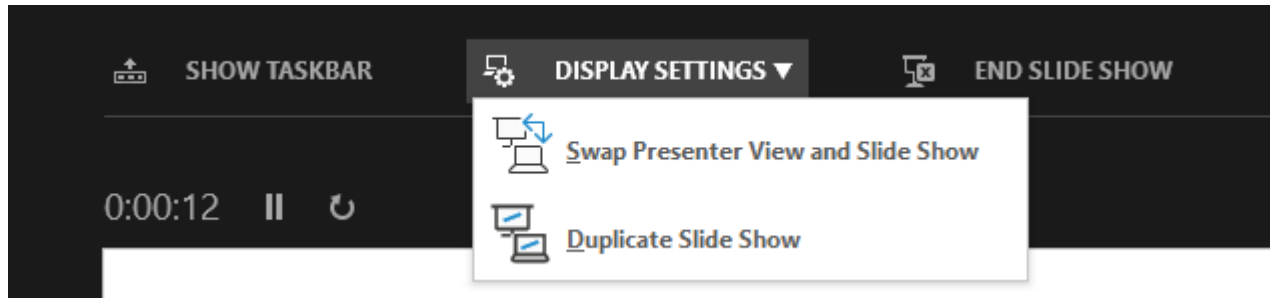 SHOW TASKBAR DISPLAY SETTINGS ▼ END SLIDE SHOW
Swap Presenter View and Slide Show
0:00:12
Duplicate Slide Show